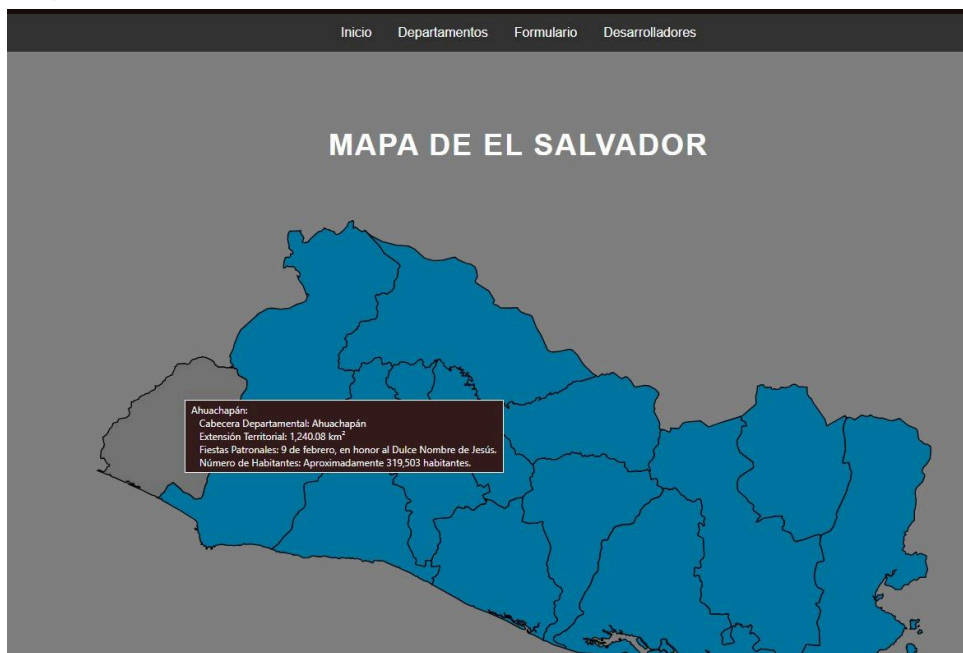 Inicio Departamentos Formulario Desarrolladores
MAPA DE EL SALVADOR
Ahuachapán:
Cabecera Departamental: Ahuachapán
Extensión Territorial: 1,240.08 km²
Fiestas Patronales: 9 de febrero, en honor al Dulce Nombre de Jesús.
Número de Habitantes: Aproximadamente 319,503 habitantes.